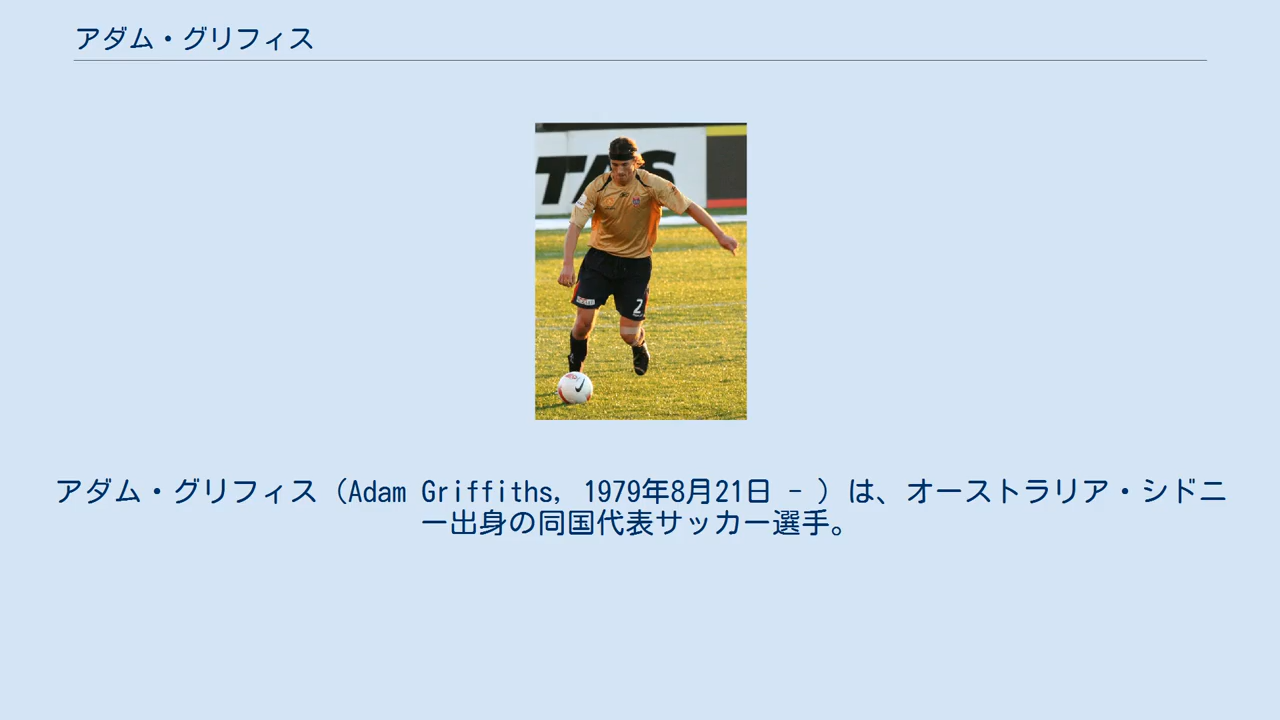 アダム・グリフィス
TAS
2
アダム・グリフィス（Adam Griffiths, 1979年8月21日 - ）は、オーストラリア・シドニ
ー出身の同国代表サッカー選手。